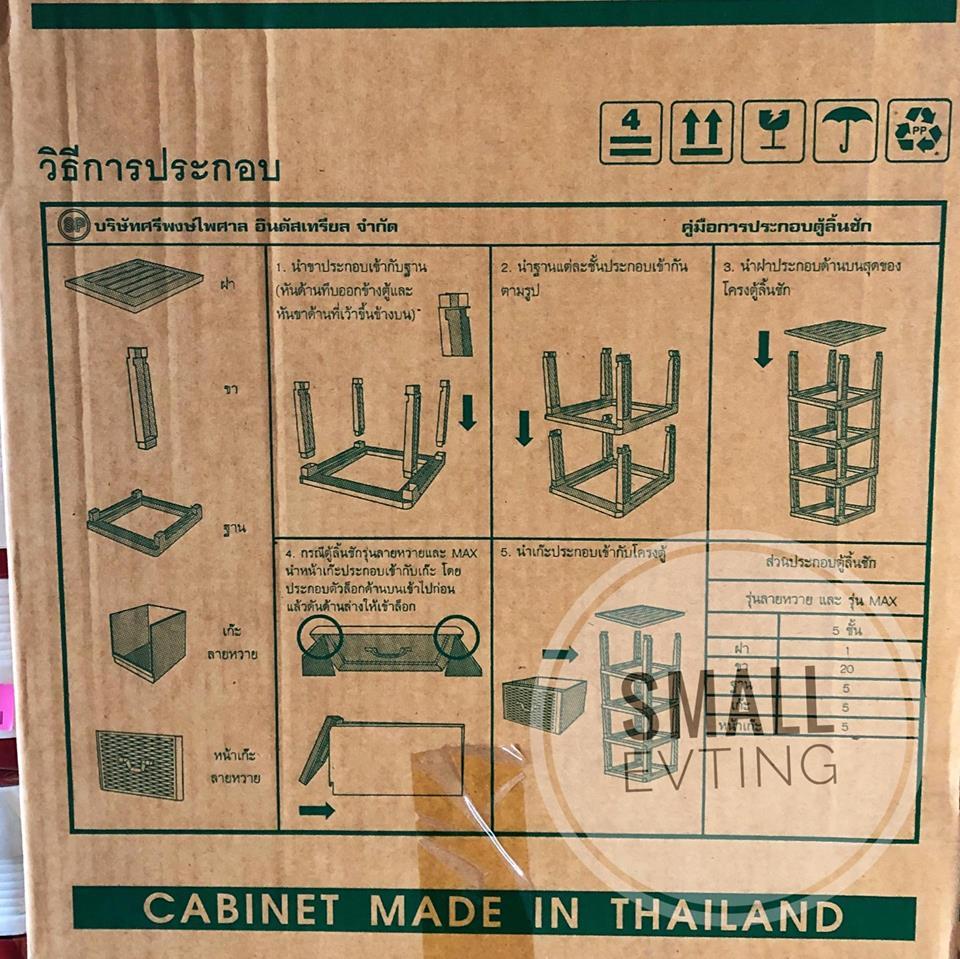 4
PP
วิธีการประกอบ
SP บริษัทศรีพงษ์ไพศาล อินดัสเทรียล จำกัด
คู่มือการประกอบตู้ลิ้นชัก
ฝา
ขา
ฐาน
เก๊ะ
ลายหวาย
หน้าเก๊ะ
ลายหวาย
1. นำขาประกอบเข้ากับฐาน
(หันด้านทึบออกข้างตู้และ
หันขาด้านที่เว้าขึ้นข้างบน)
2. นำฐานแต่ละชั้นประกอบเข้ากัน
ตามรูป
3. นำฝาประกอบด้านบนสุดของ
โครงตู้ลิ้นชัก
4. กรณีตู้ลิ้นชักรุ่นลายหวายและ MAX
นำหน้าเก๊ะประกอบเข้ากับเก๊ะ โดย
ประกอบตัวล็อกด้านบนเข้าไปก่อน
แล้วดันด้านล่างให้เข้าล็อก
5. นำเก๊ะประกอบเข้ากับโครงตู้
ส่วนประกอบตู้ลิ้นชัก
รุ่นลายหวาย และ รุ่น MAX
5 ชั้น
ฝา 1
ขา 20
ฐาน 5
เก๊ะ 5
หน้าเก๊ะ 5
SMALL
EVTING
CABINET MADE IN THAILAND